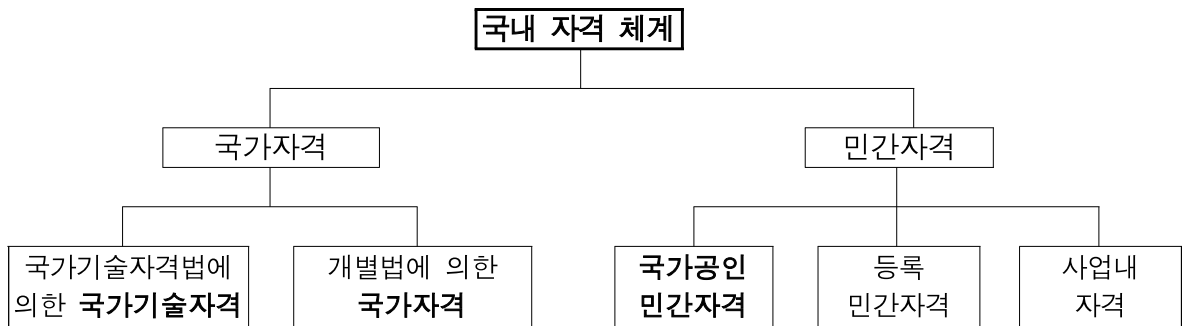 국내 자격 체계
국가자격
민간자격
국가기술자격법에
의한 국가기술자격
개별법에 의한
국가자격
국가공인
민간자격
등록
민간자격
사업내
자격